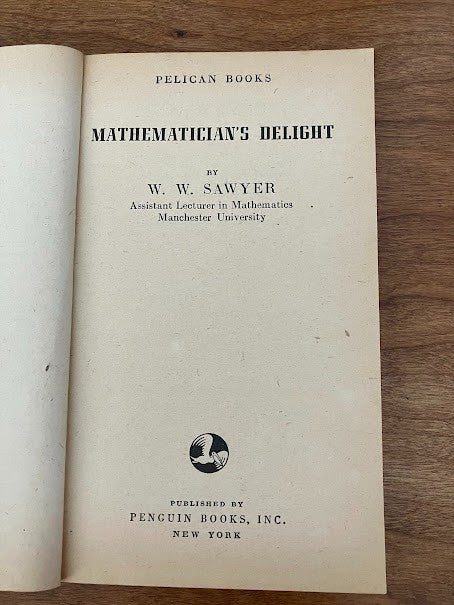 PELICAN BOOKS
MATHEMATICIAN'S DELIGHT
BY
W. W. SAWYER
Assistant Lecturer in Mathematics
Manchester University
PUBLISHED BY
PENGUIN BOOKS, INC.
NEW YORK